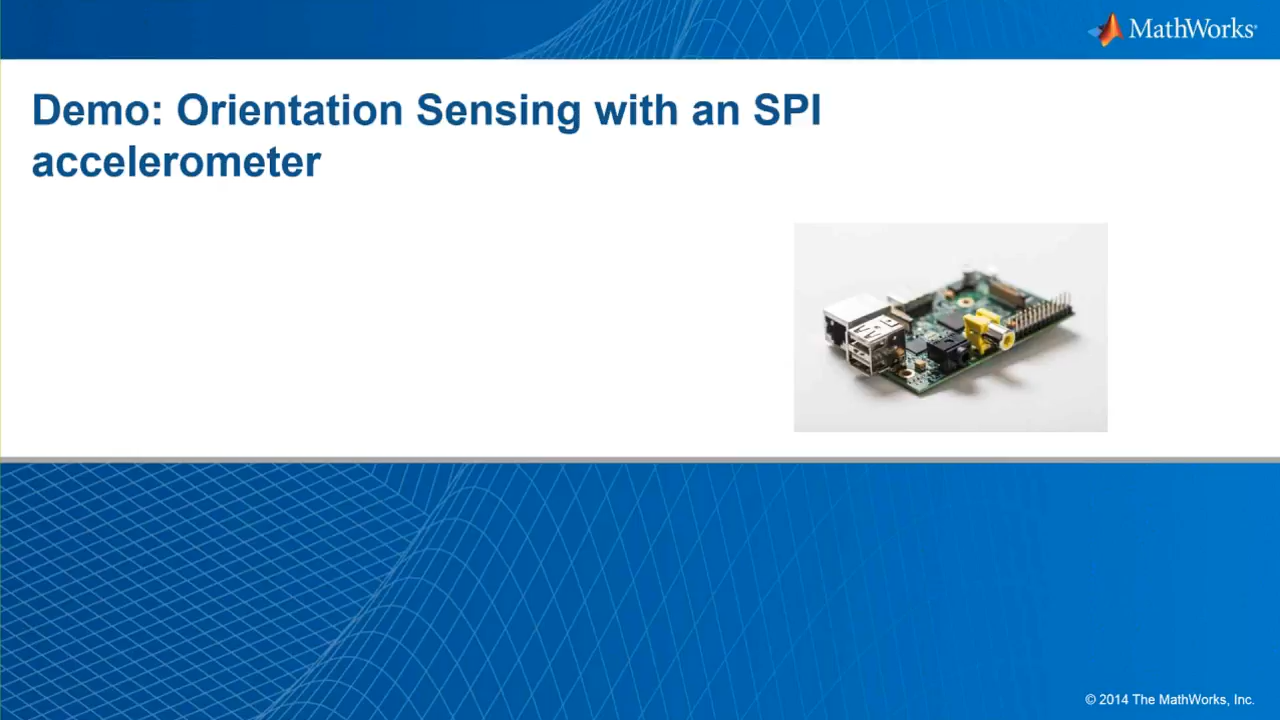 MathWorks®
Demo: Orientation Sensing with an SPI
accelerometer
© 2014 The MathWorks, Inc.